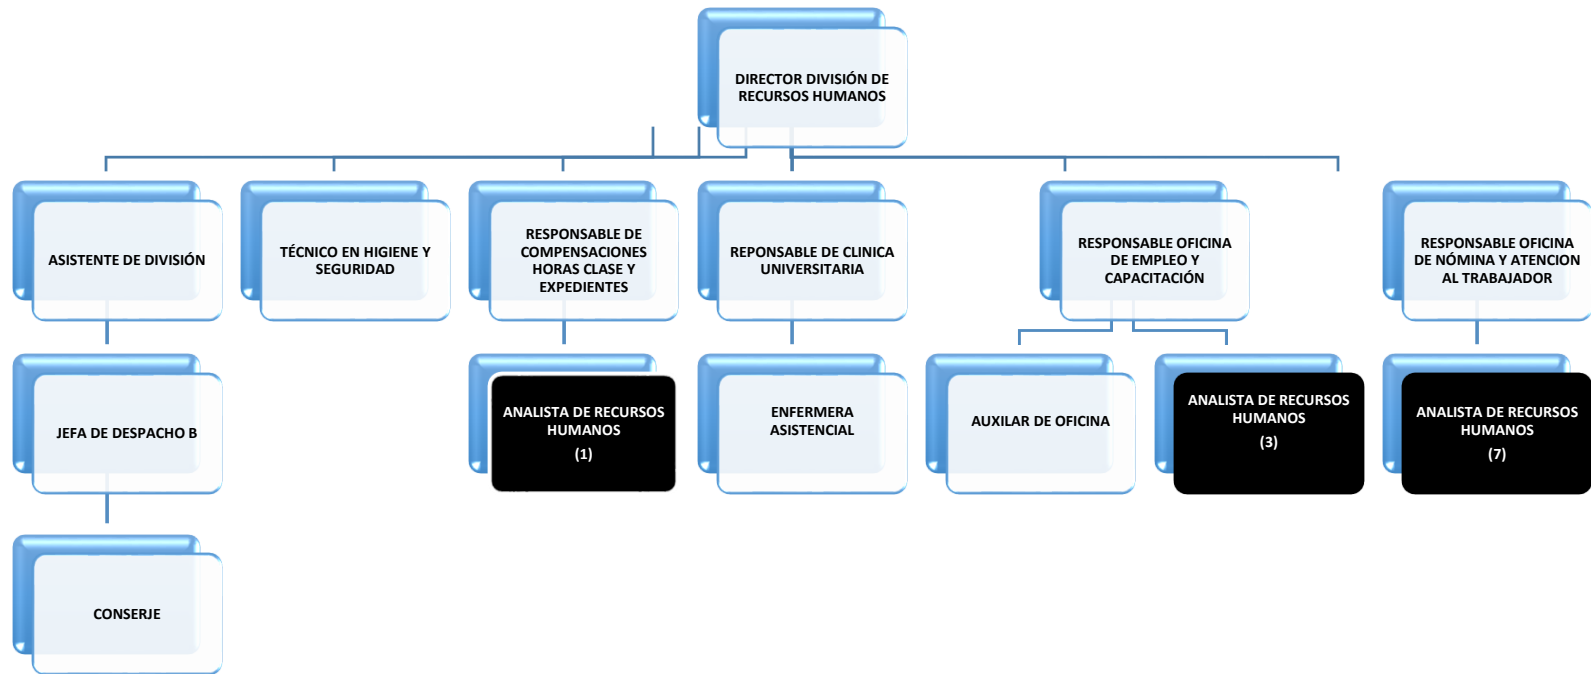 DIRECTOR DIVISIÓN DE
RECURSOS HUMANOS
ASISTENTE DE DIVISIÓN
TÉCNICO EN HIGIENE Y
SEGURIDAD
RESPONSABLE DE
COMPENSACIONES
HORAS CLASE Y
EXPEDIENTES
REPONSABLE DE CLINICA
UNIVERSITARIA
RESPONSABLE OFICINA
DE EMPLEO Y
CAPACITACIÓN
RESPONSABLE OFICINA
DE NÓMINA Y ATENCION
AL TRABAJADOR
JEFA DE DESPACHO B
ANALISTA DE RECURSOS
HUMANOS
(1)
ENFERMERA
ASISTENCIAL
AUXILAR DE OFICINA
ANALISTA DE RECURSOS
HUMANOS
(3)
ANALISTA DE RECURSOS
HUMANOS
(7)
CONSERJE